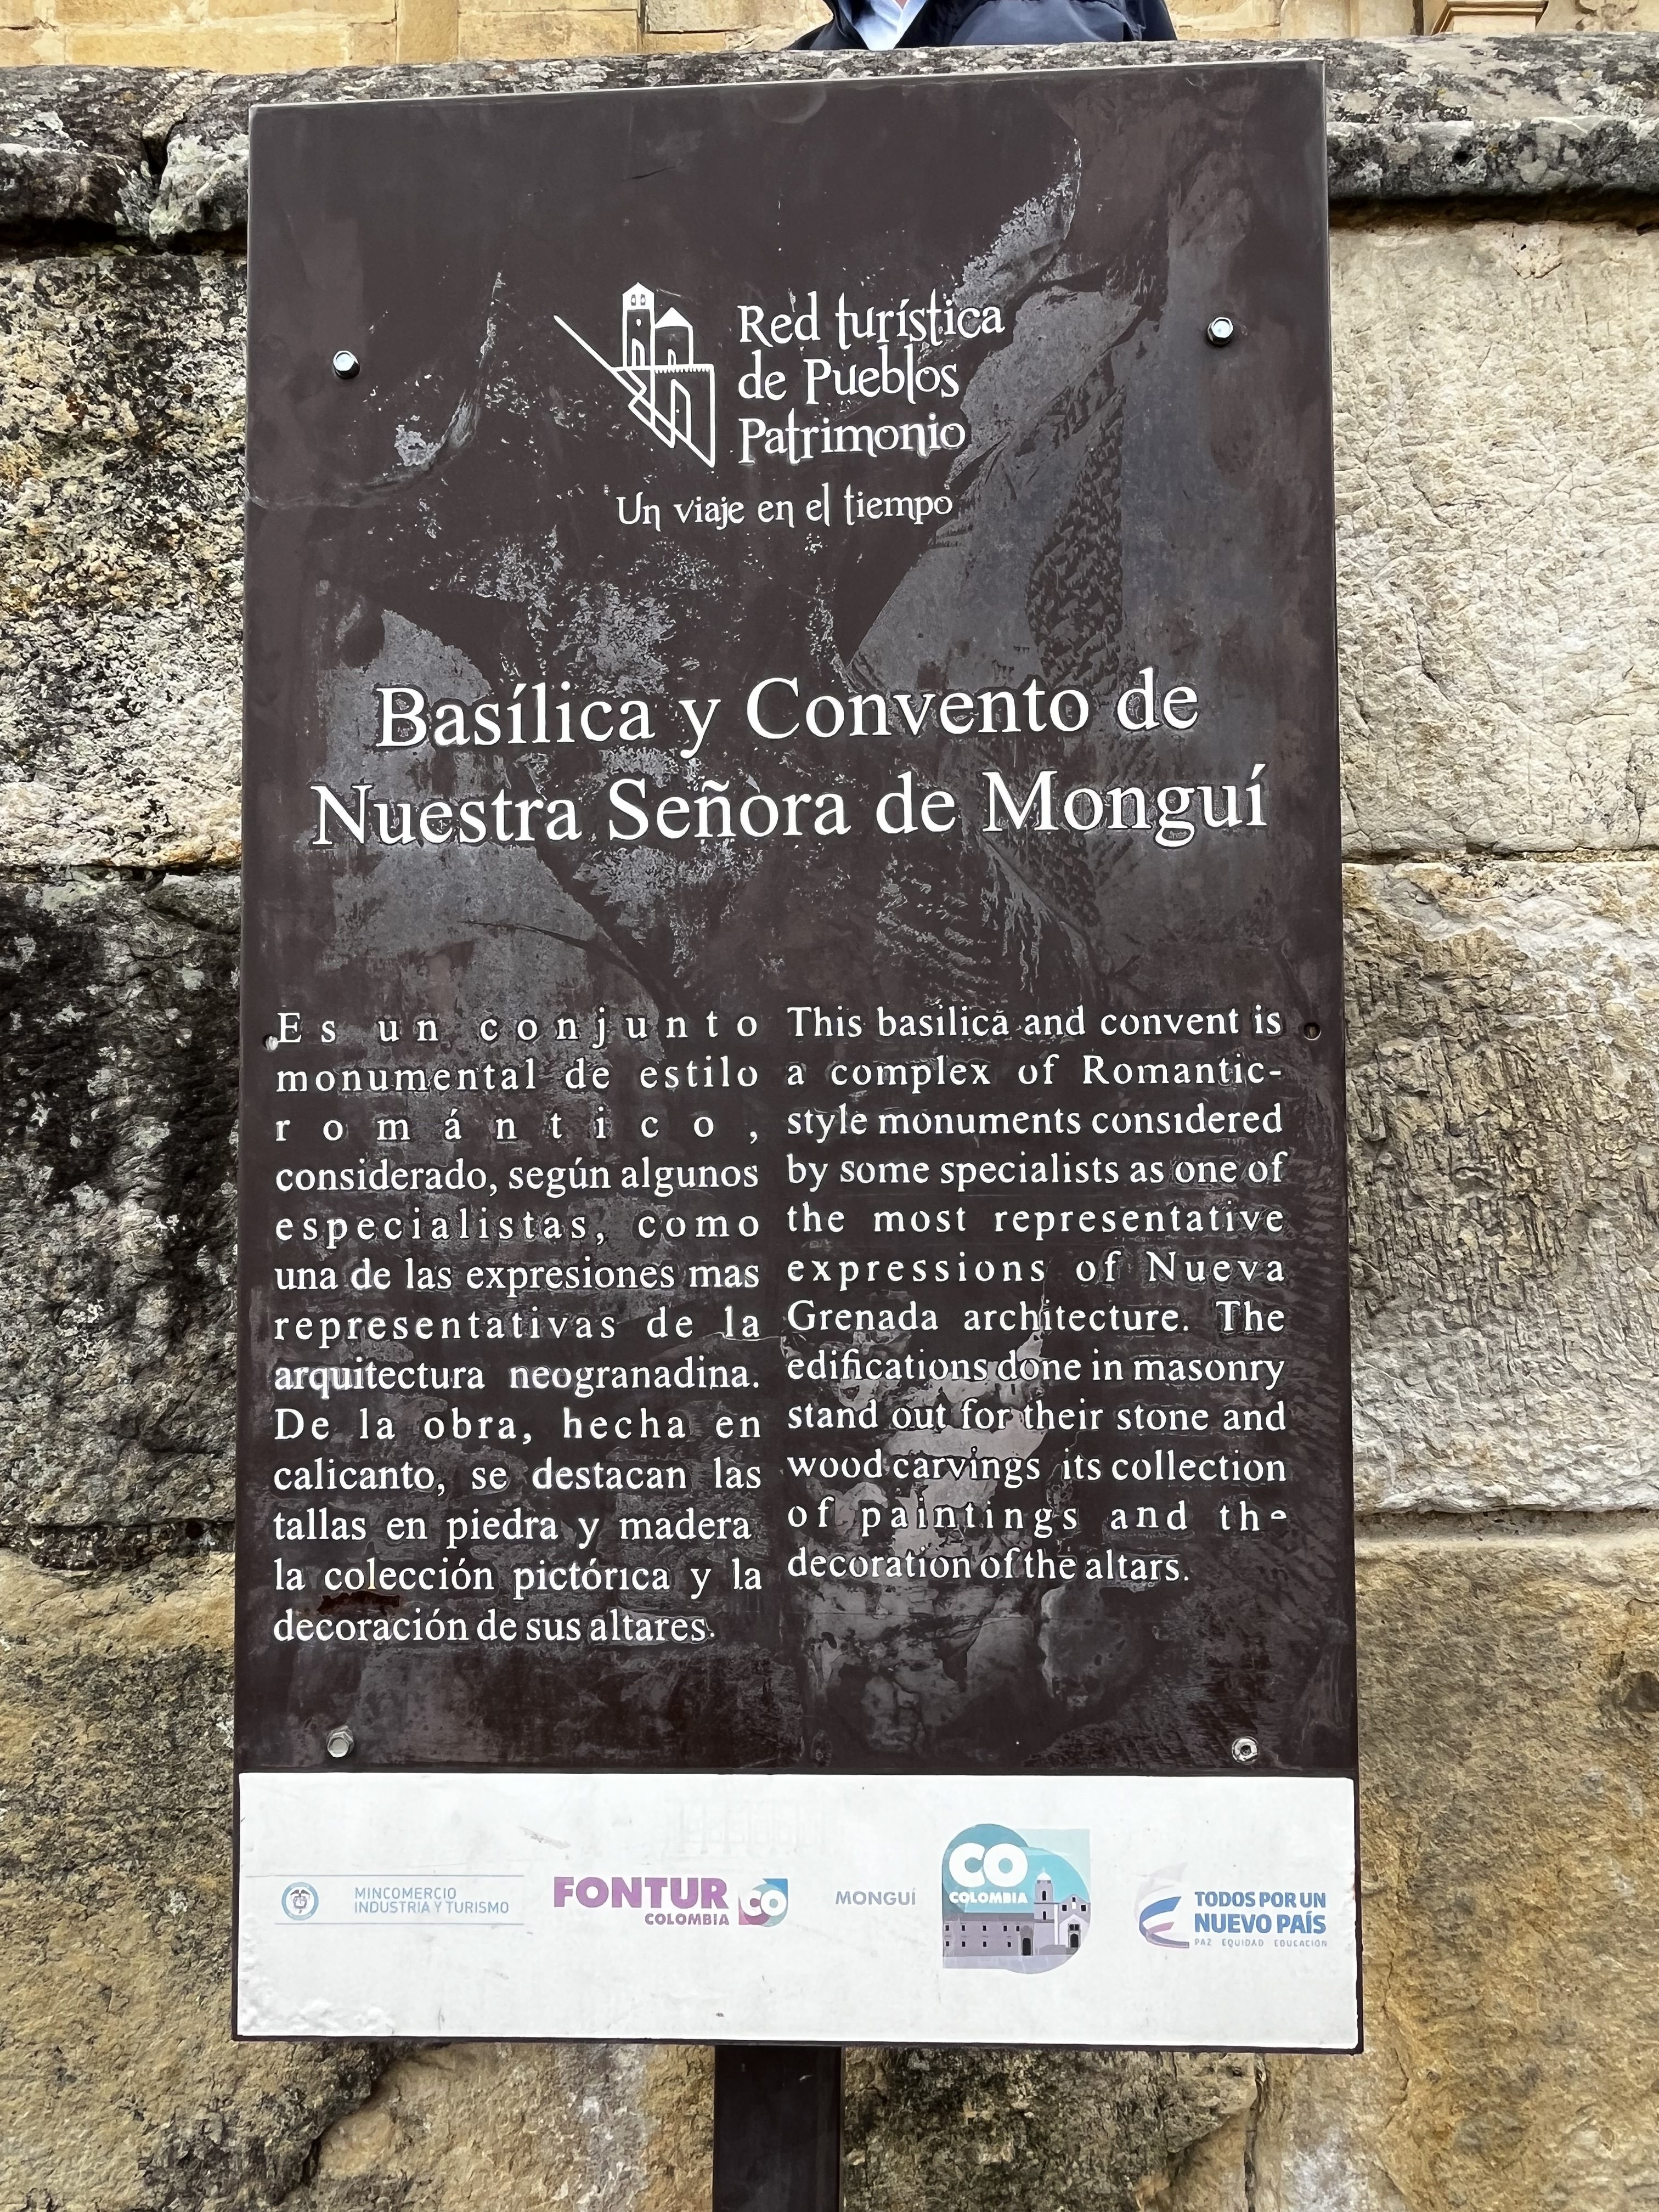 Red turística
de Pueblos
Patrimonio
Un viaje en el tiempo
Basílica y Convento de
Nuestra Señora de Monguí
Es un conjunto
monumental de estilo
romántico,
considerado, según algunos
especialistas, como
una de las expresiones mas
representativas de la
arquitectura neogranadina.
De la obra, hecha en
calicanto, se destacan las
tallas en piedra y madera
la colección pictórica y la
decoración de sus altares.
This basilica and convent is
a complex of Romantic-
style monuments considered
by some specialists as one of
the most representative
expressions of Nueva
Grenada architecture. The
edifications done in masonry
stand out for their stone and
wood carvings its collection
of paintings and the
decoration of the altars.
MINCOMERCIO
INDUSTRIA Y TURISMO
FONTUR
COLOMBIA
CO
MONGUÍ
CO
COLOMBIA
TODOS POR UN
NUEVO PAÍS
PAZ EQUIDAD EDUCACIÓN